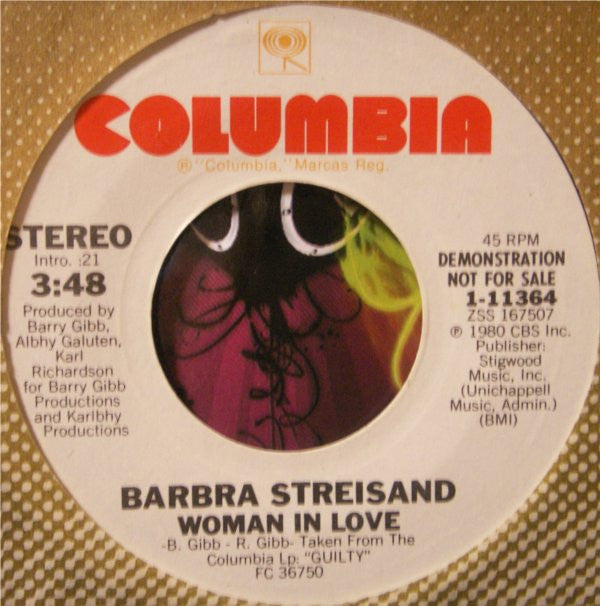 COLUMBIA
®"Columbia," Marcas Reg.
STEREO
Intro. :21
3:48
Produced by
Barry Gibb,
Albhy Galuten,
Karl
Richardson
for Barry Gibb
Productions
and Karlbhy
Productions
45 RPM
DEMONSTRATION
NOT FOR SALE
1-11364
ZSS 167507
℗ 1980 CBS Inc.
Publisher:
Stigwood
Music, Inc.
(Unichappell
Music, Admin.)
(BMI)
BARBRA STREISAND
WOMAN IN LOVE
-B. Gibb - R. Gibb- Taken From The
Columbia Lp: "GUILTY"
FC 36750